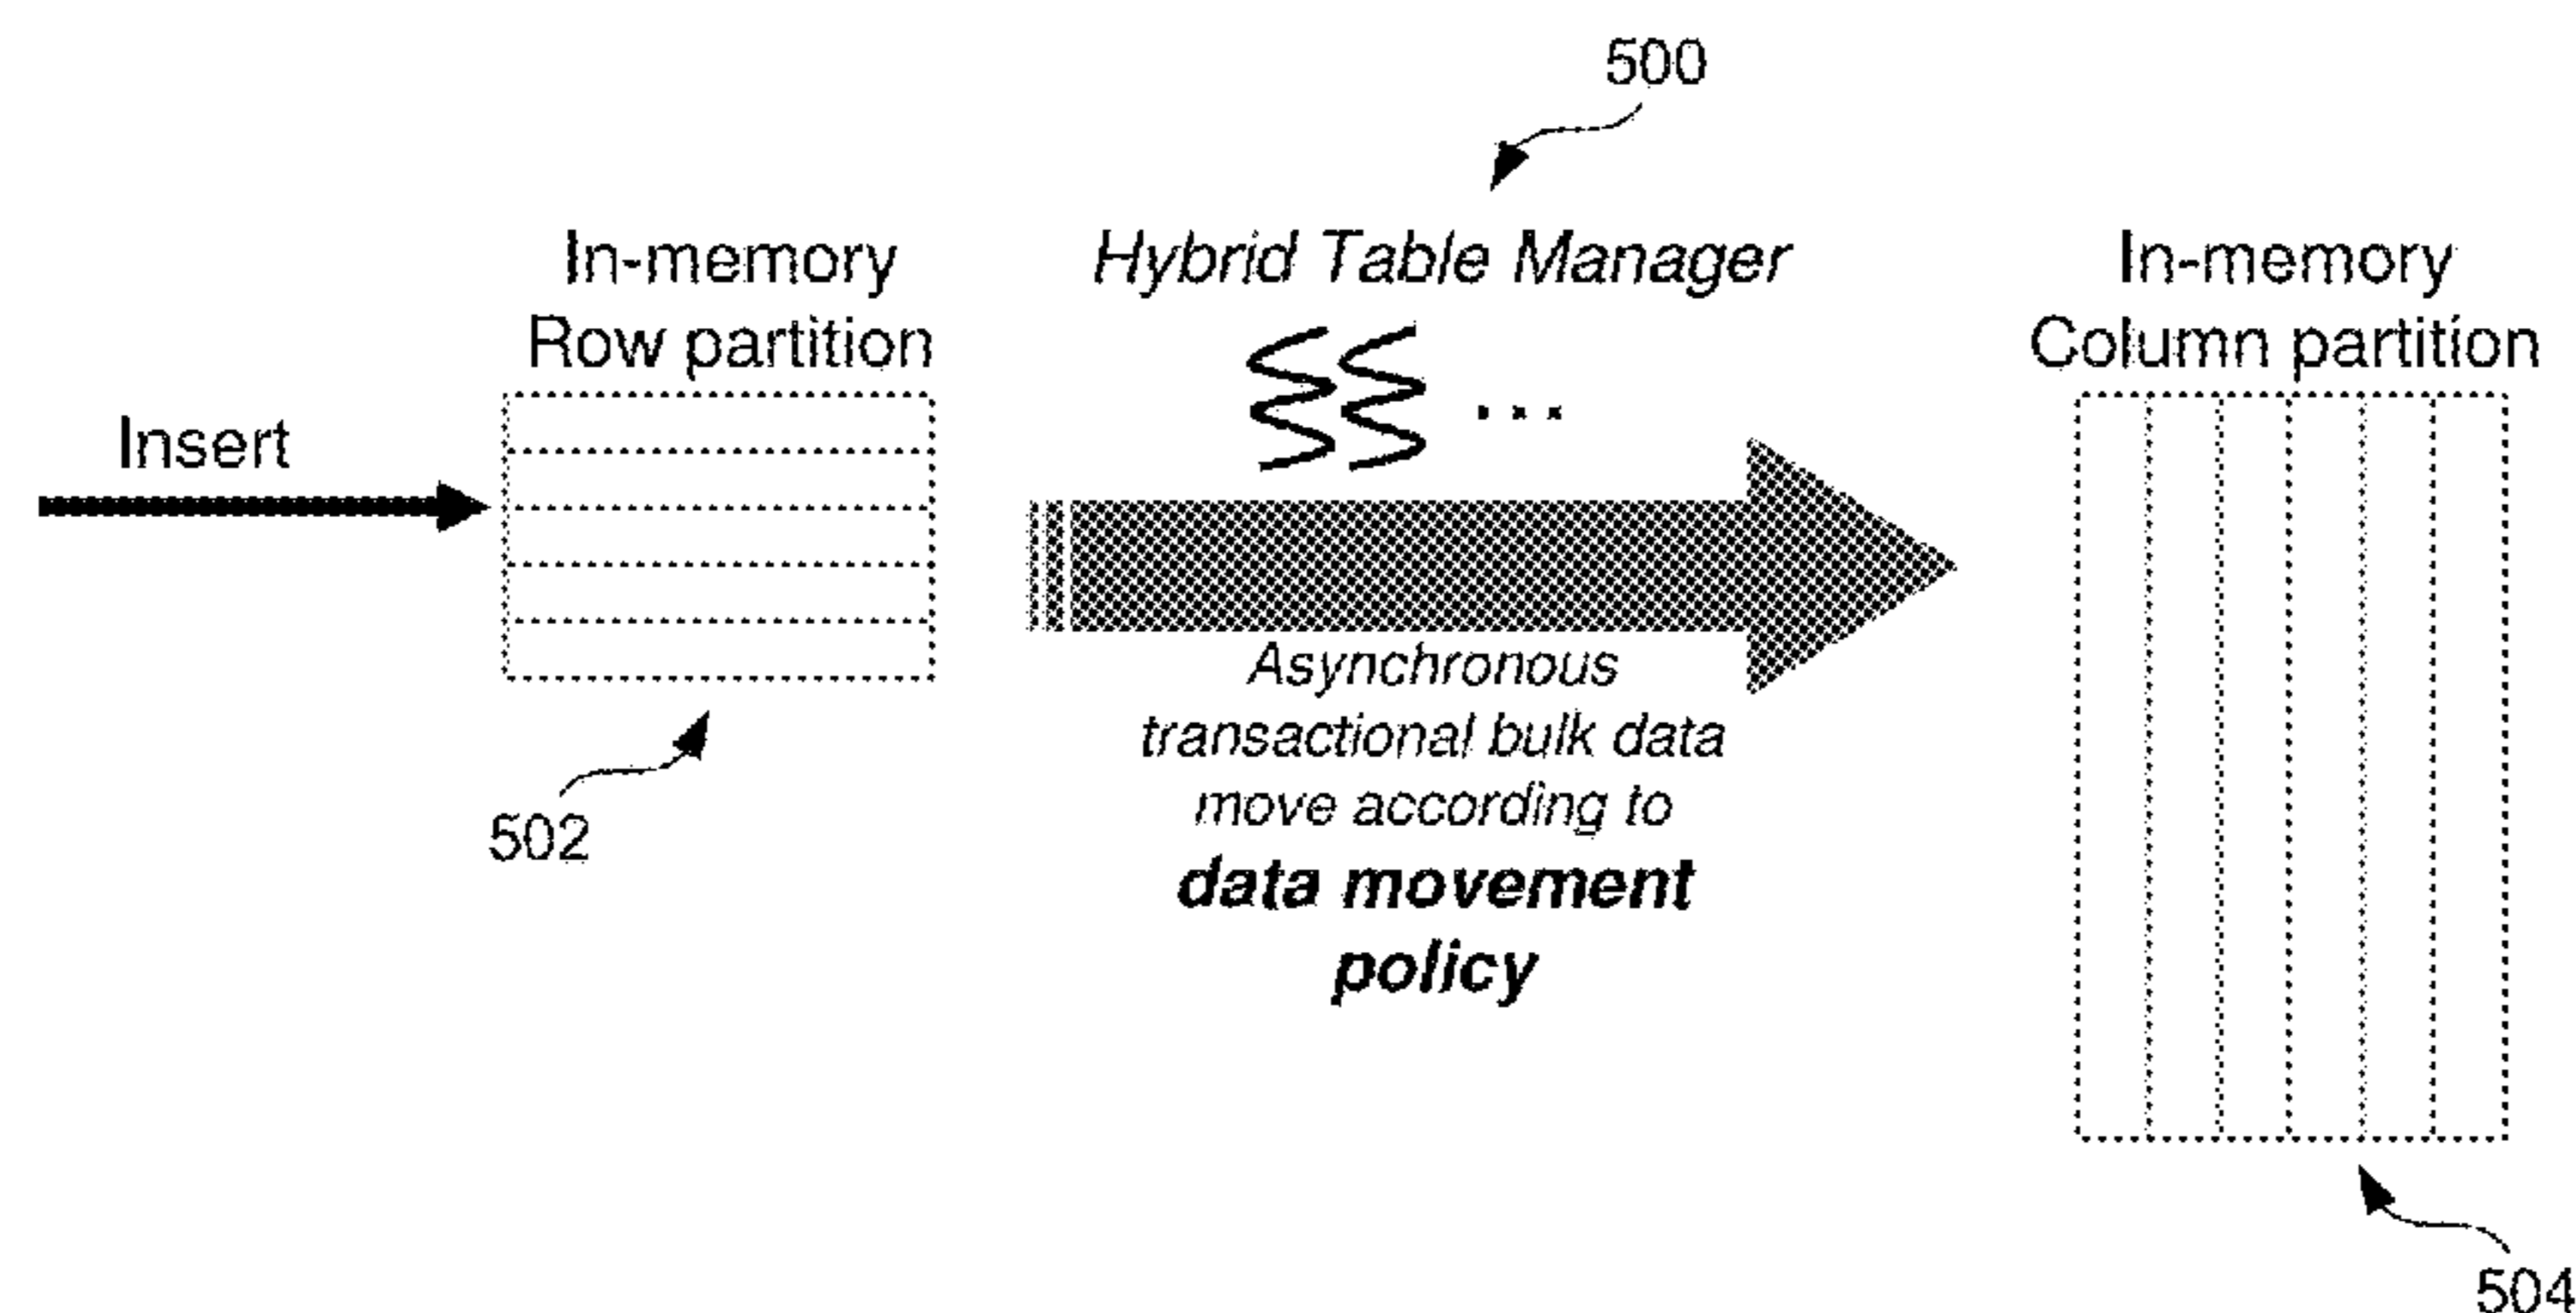 500
In-memory
Row partition
Hybrid Table Manager
In-memory
Column partition
Insert
...
Asynchronous
transactional bulk data
move according to
data movement
policy
502
504